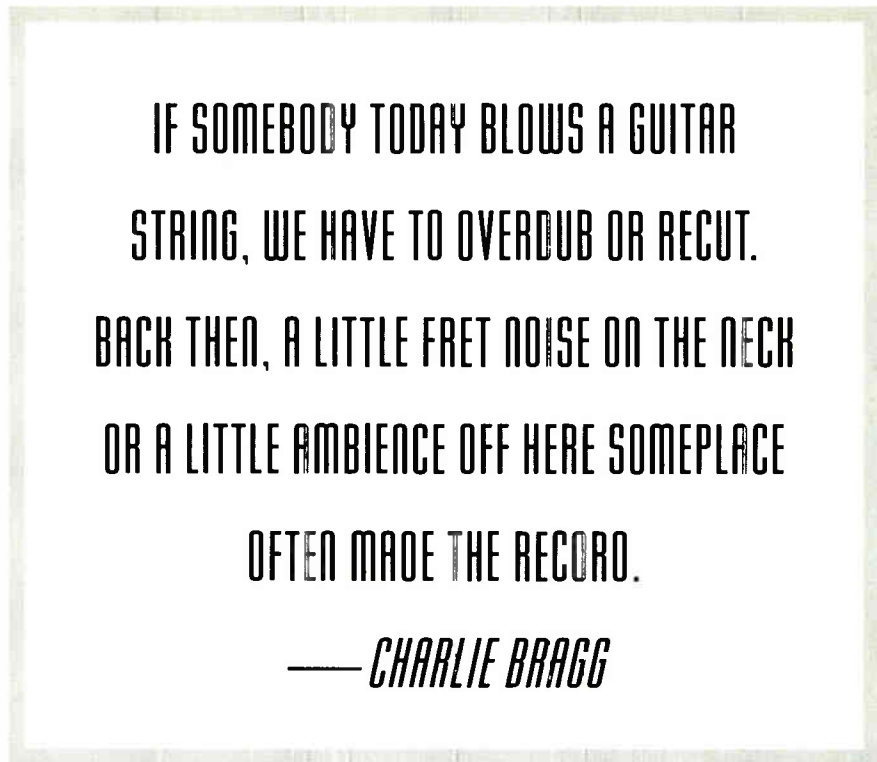 IF SOMEBODY TODAY BLOWS A GUITAR
STRING, WE HAVE TO OVERDUB OR RECUT.
BACK THEN, A LITTLE FRET NOISE ON THE NECK
OR A LITTLE AMBIENCE OFF HERE SOMEPLACE
OFTEN MADE THE RECORD.
—CHARLIE BRAGG